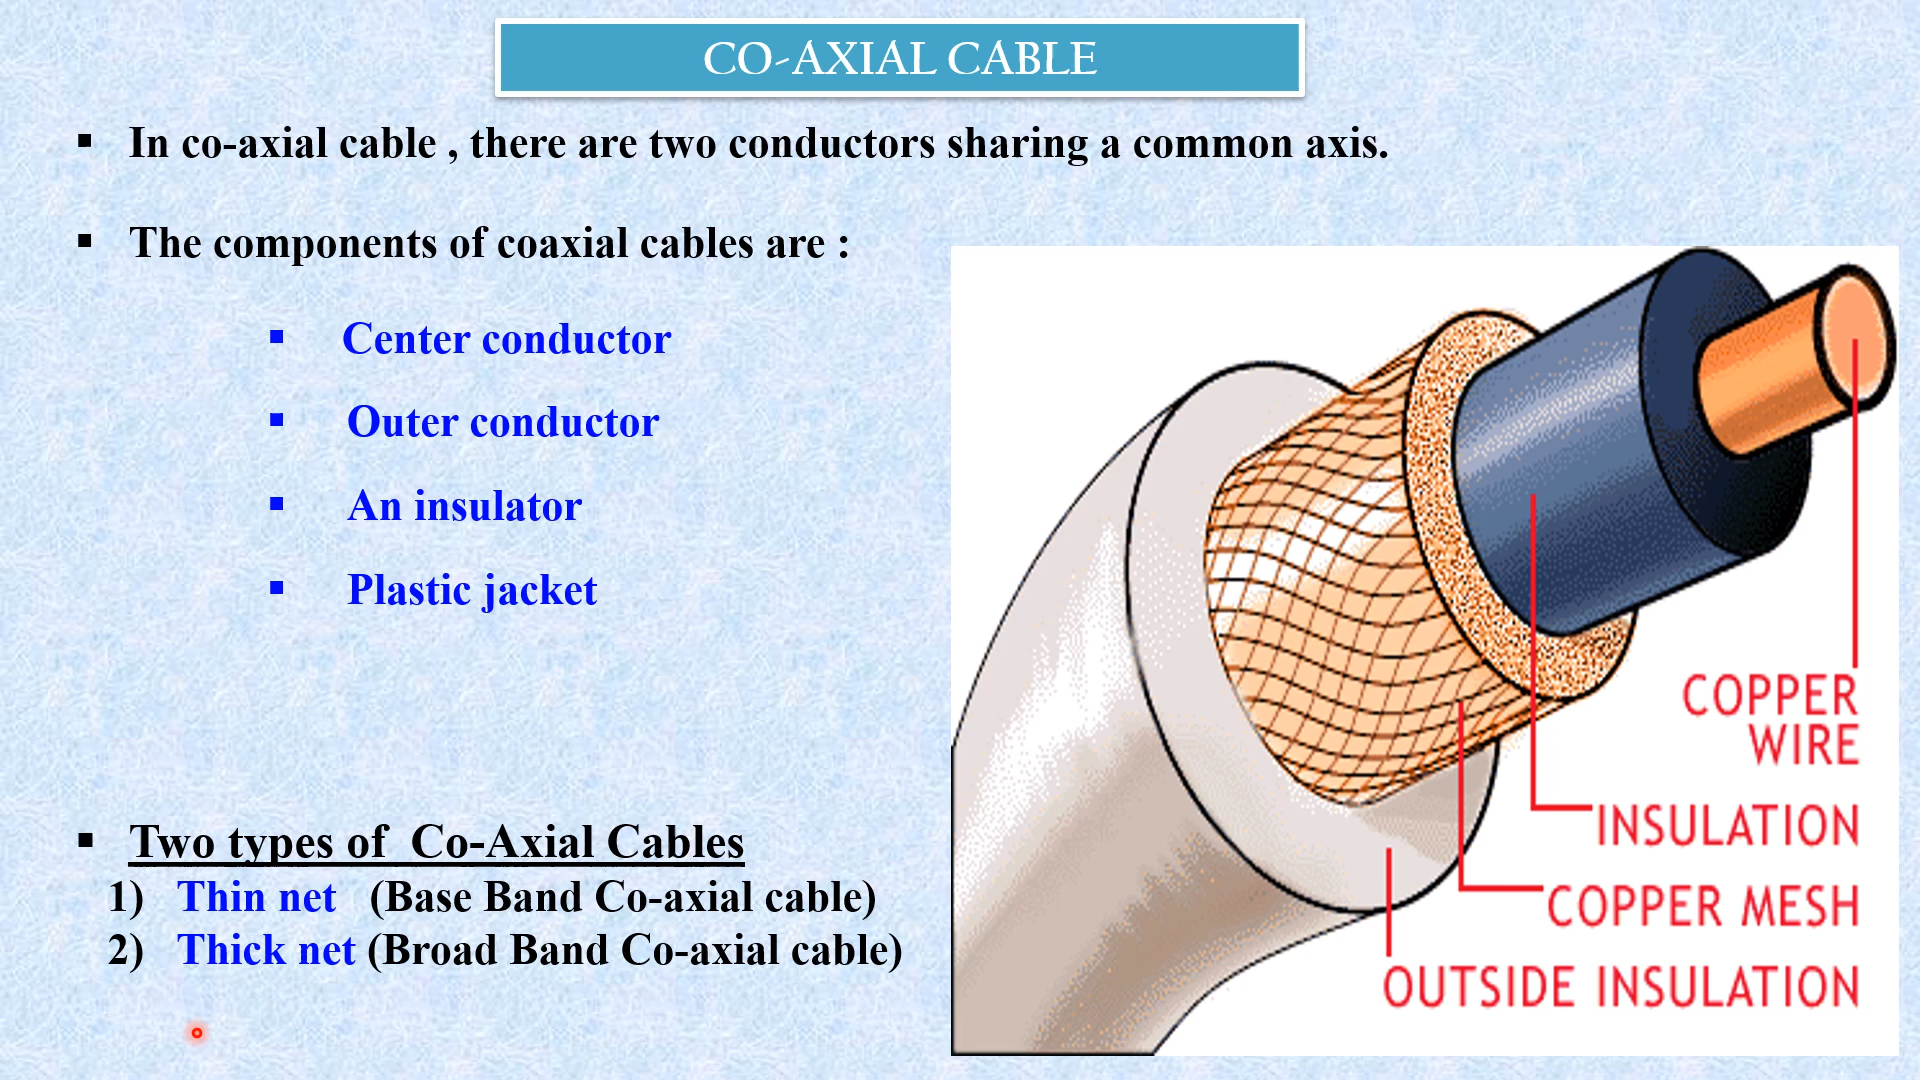 CO-AXIAL CABLE
In co-axial cable , there are two conductors sharing a common axis.
The components of coaxial cables are :
Center conductor
Outer conductor
An insulator
Plastic jacket
Two types of Co-Axial Cables
1) Thin net (Base Band Co-axial cable)
2) Thick net (Broad Band Co-axial cable)
COPPER
WIRE
INSULATION
COPPER MESH
OUTSIDE INSULATION